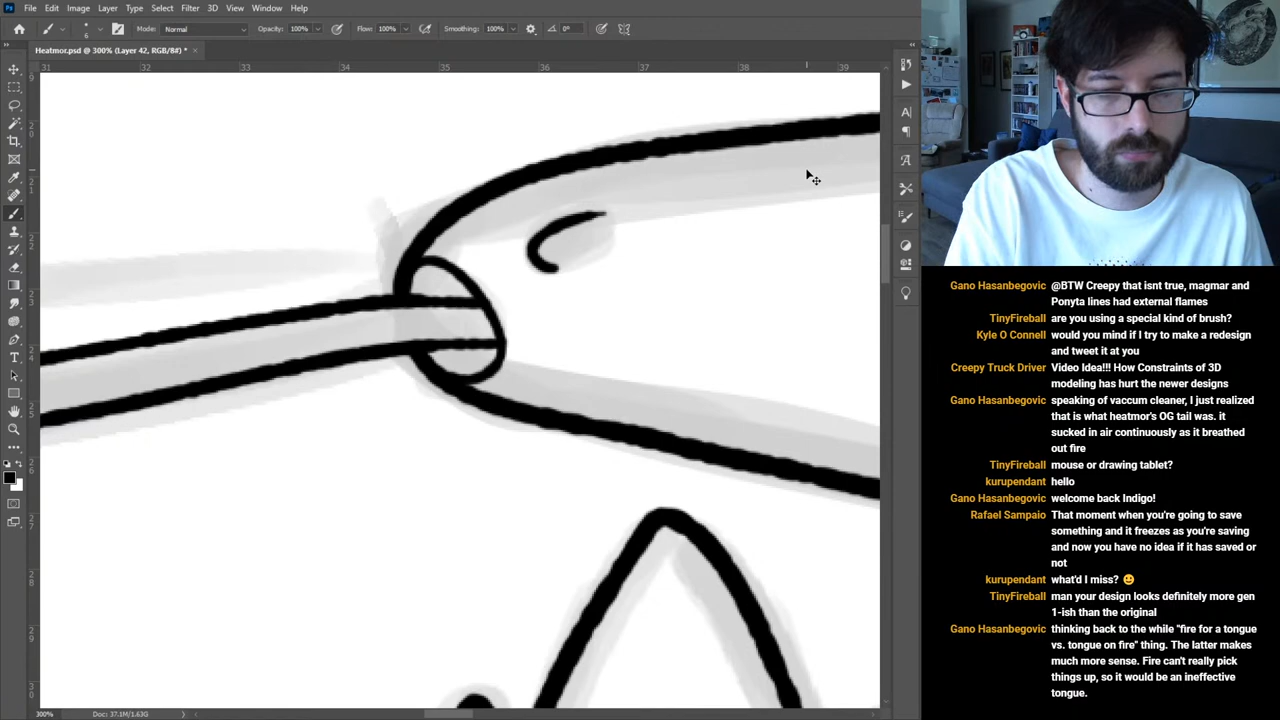 File Edit Image Layer Type Select Filter 3D View Window Help
6 Mode: Normal Opacity: 100% Flow: 100% Smoothing: 100% 0°
Heatmor.psd @ 300% (Layer 42, RGB/8#) *
31 32 33 34 35 36 37 38 39
300% Doc: 37.1M/1.63G
Gano Hasanbegovic @BTW Creepy that isnt true, magmar and
Ponyta lines had external flames
TinyFireball are you using a special kind of brush?
Kyle O Connell would you mind if I try to make a redesign
and tweet it at you
Creepy Truck Driver Video Idea!!! How Constraints of 3D
modeling has hurt the newer designs
Gano Hasanbegovic speaking of vaccum cleaner, I just realized
that is what heatmor's OG tail was. it
sucked in air continuously as it breathed
out fire
TinyFireball mouse or drawing tablet?
kurupendant hello
Gano Hasanbegovic welcome back Indigo!
Rafael Sampaio That moment when you're going to save
something and it freezes as you're saving
and now you have no idea if it has saved or
not
kurupendant what'd I miss? 🙂
TinyFireball man your design looks definitely more gen
1-ish than the original
Gano Hasanbegovic thinking back to the while "fire for a tongue
vs. tongue on fire" thing. The latter makes
much more sense. Fire can't really pick
things up, so it would be an ineffective
tongue.